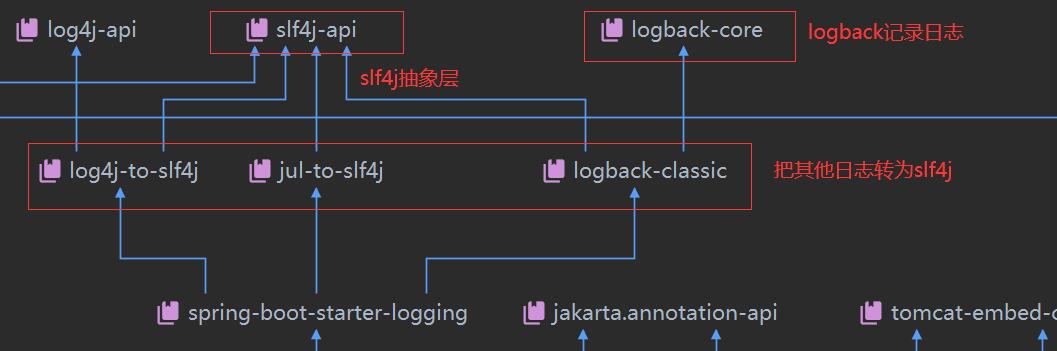 log4j-api
slf4j-api
logback-core
logback记录日志
slf4j抽象层
log4j-to-slf4j
jul-to-slf4j
logback-classic
把其他日志转为slf4j
spring-boot-starter-logging
jakarta.annotation-api
tomcat-embed-c